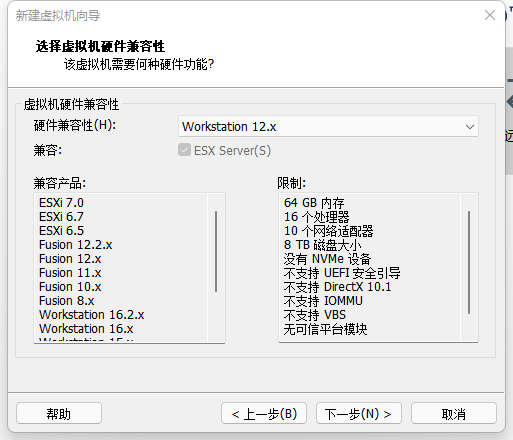 新建虚拟机向导
选择虚拟机硬件兼容性
该虚拟机需要何种硬件功能?
虚拟机硬件兼容性
硬件兼容性(H):
Workstation 12.x
兼容:
ESX Server(S)
兼容产品:
ESXi 7.0
ESXi 6.7
ESXi 6.5
Fusion 12.2.x
Fusion 12.x
Fusion 11.x
Fusion 10.x
Fusion 8.x
Workstation 16.2.x
Workstation 16.x
限制:
64 GB 内存
16 个处理器
10 个网络适配器
8 TB 磁盘大小
没有 NVMe 设备
不支持 UEFI 安全引导
不支持 DirectX 10.1
不支持 IOMMU
不支持 VBS
无可信平台模块
帮助
< 上一步(B)
下一步(N) >
取消